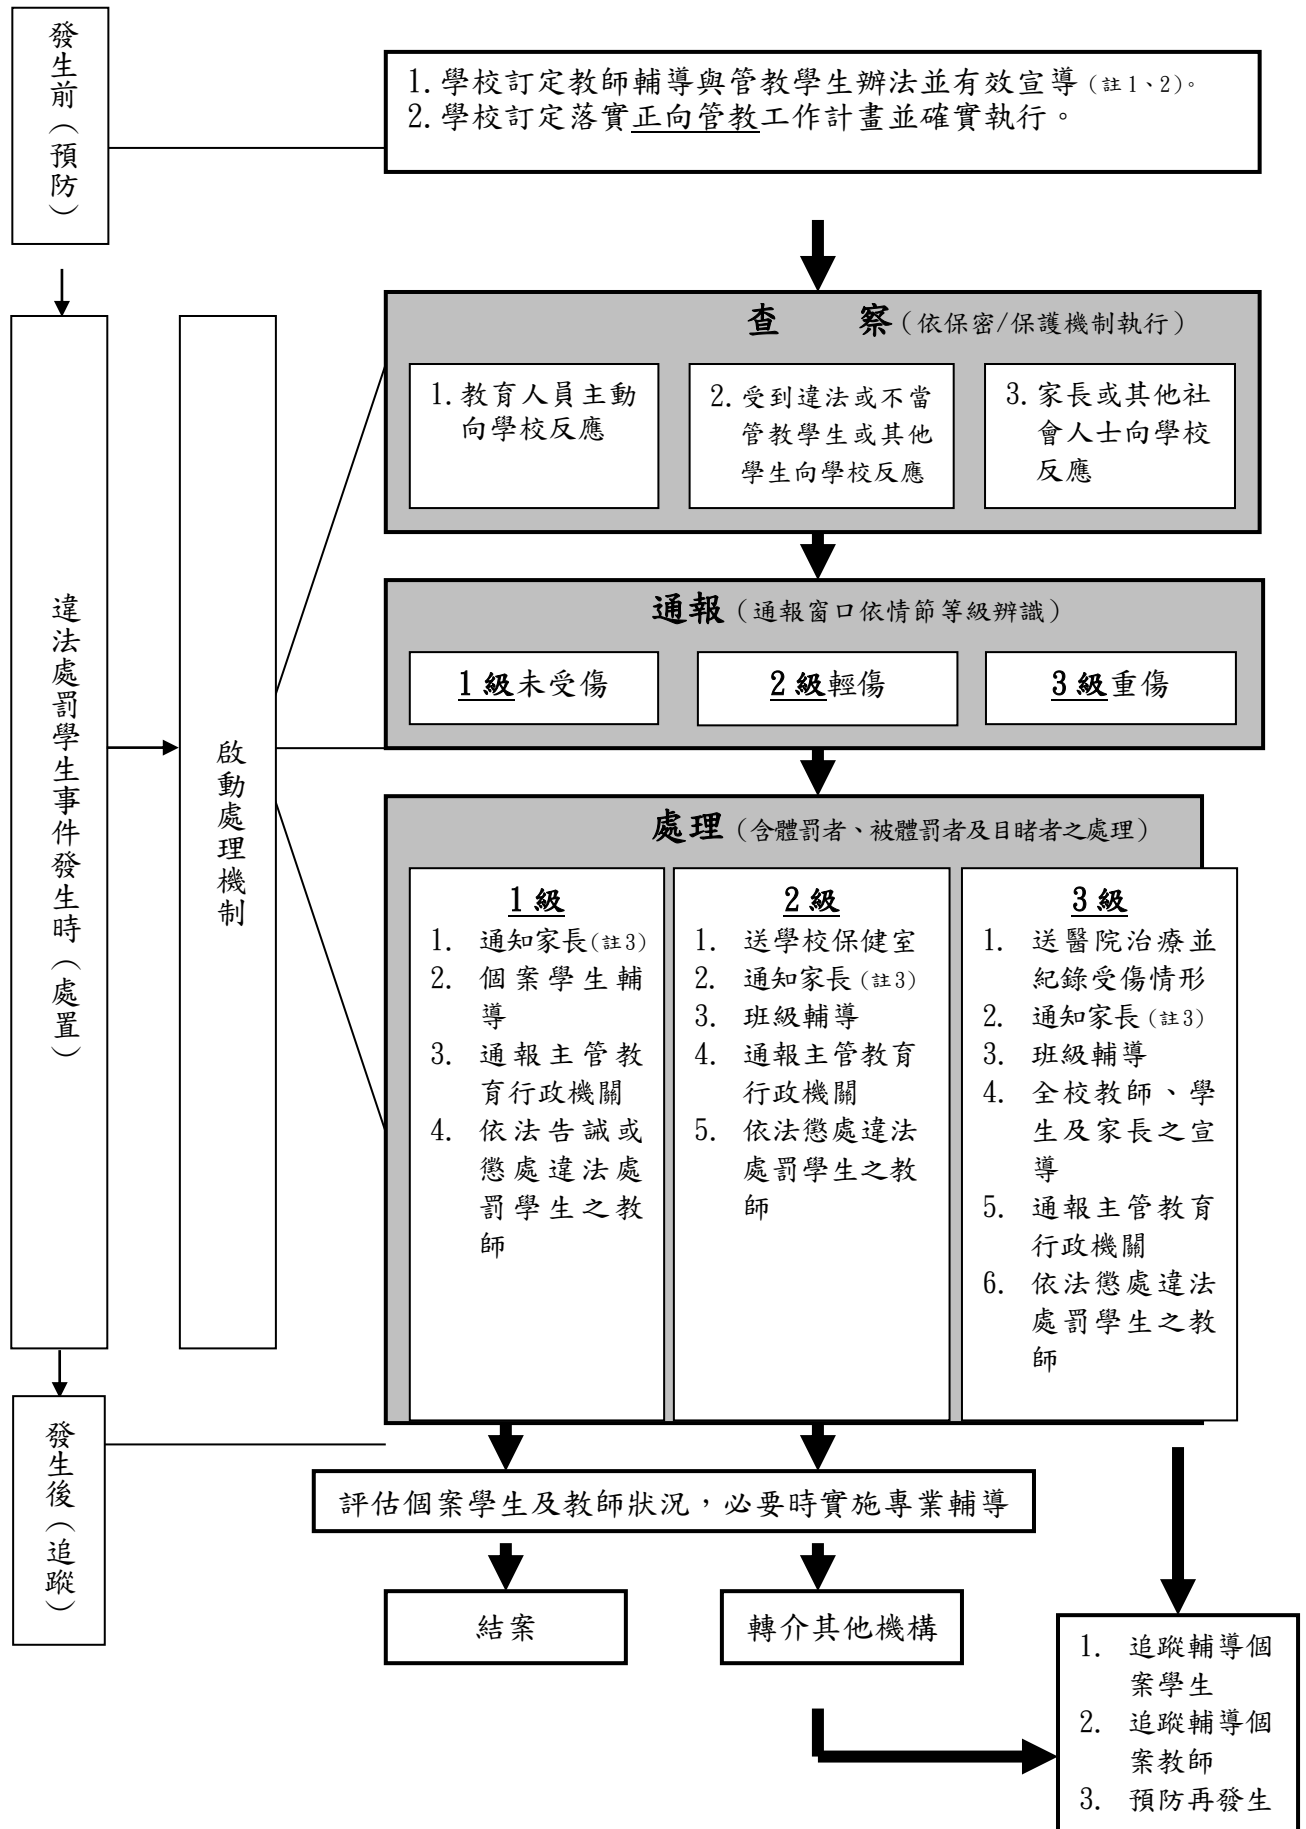 發生前（預防）
1.學校訂定教師輔導與管教學生辦法並有效宣導(註1、2)。
2.學校訂定落實正向管教工作計畫並確實執行。
違法處罰學生事件發生時（處置）
啟動處理機制
查　　察（依保密/保護機制執行）
1.教育人員主動
向學校反應
2.受到違法或不當
管教學生或其他
學生向學校反應
3.家長或其他社
會人士向學校
反應
通報（通報窗口依情節等級辨識）
1級未受傷
2級輕傷
3級重傷
處理（含體罰者、被體罰者及目睹者之處理）
1級
1. 通知家長(註3)
2. 個案學生輔
導
3. 通報主管教
育行政機關
4. 依法告誡或
懲處違法處
罰學生之教
師
2級
1. 送學校保健室
2. 通知家長(註3)
3. 班級輔導
4. 通報主管教育
行政機關
5. 依法懲處違法
處罰學生之教
師
3級
1. 送醫院治療並
紀錄受傷情形
2. 通知家長(註3)
3. 班級輔導
4. 全校教師、學
生及家長之宣
導
5. 通報主管教育
行政機關
6. 依法懲處違法
處罰學生之教
師
發生後（追蹤）
評估個案學生及教師狀況，必要時實施專業輔導
結案
轉介其他機構
1. 追蹤輔導個
案學生
2. 追蹤輔導個
案教師
3. 預防再發生